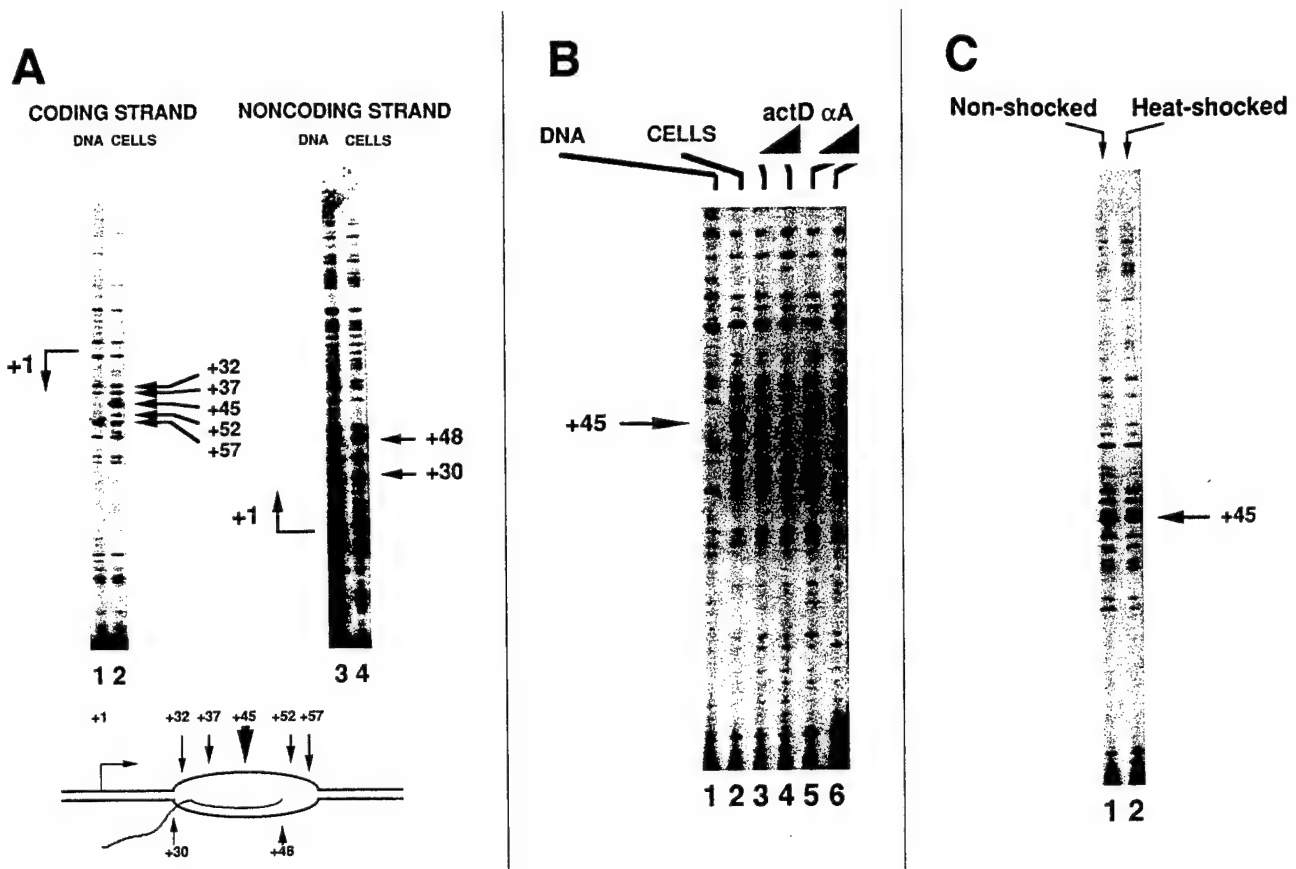 A
CODING STRAND
DNA CELLS
NONCODING STRAND
DNA CELLS
+1
+32
+37
+45
+52
+57
+48
+30
+1
1 2
3 4
+1
+32 +37 +45 +52 +57
+30 +48
B
actD αA
DNA CELLS
+45
1 2 3 4 5 6
C
Non-shocked Heat-shocked
+45
1 2